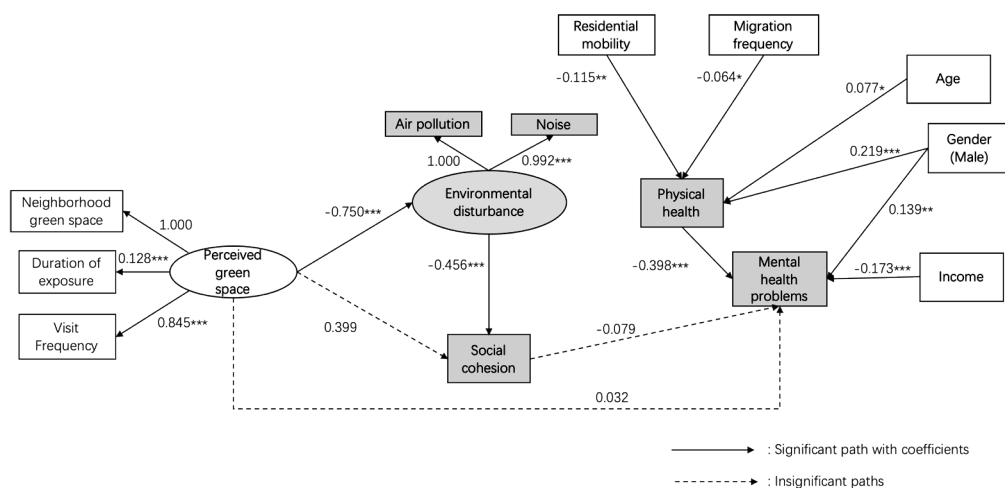 Residential
mobility
Migration
frequency
-0.115**
-0.064*
Age
0.077*
Air pollution
Noise
Gender
(Male)
0.219***
1.000
0.992***
Environmental
disturbance
Physical
health
Neighborhood
green space
1.000
-0.750***
0.139**
Duration of
exposure
0.128***
Perceived
green
space
-0.456***
-0.398***
Mental
health
problems
-0.173***
Income
Visit
Frequency
0.845***
0.399
-0.079
Social
cohesion
0.032
: Significant path with coefficients
: Insignificant paths